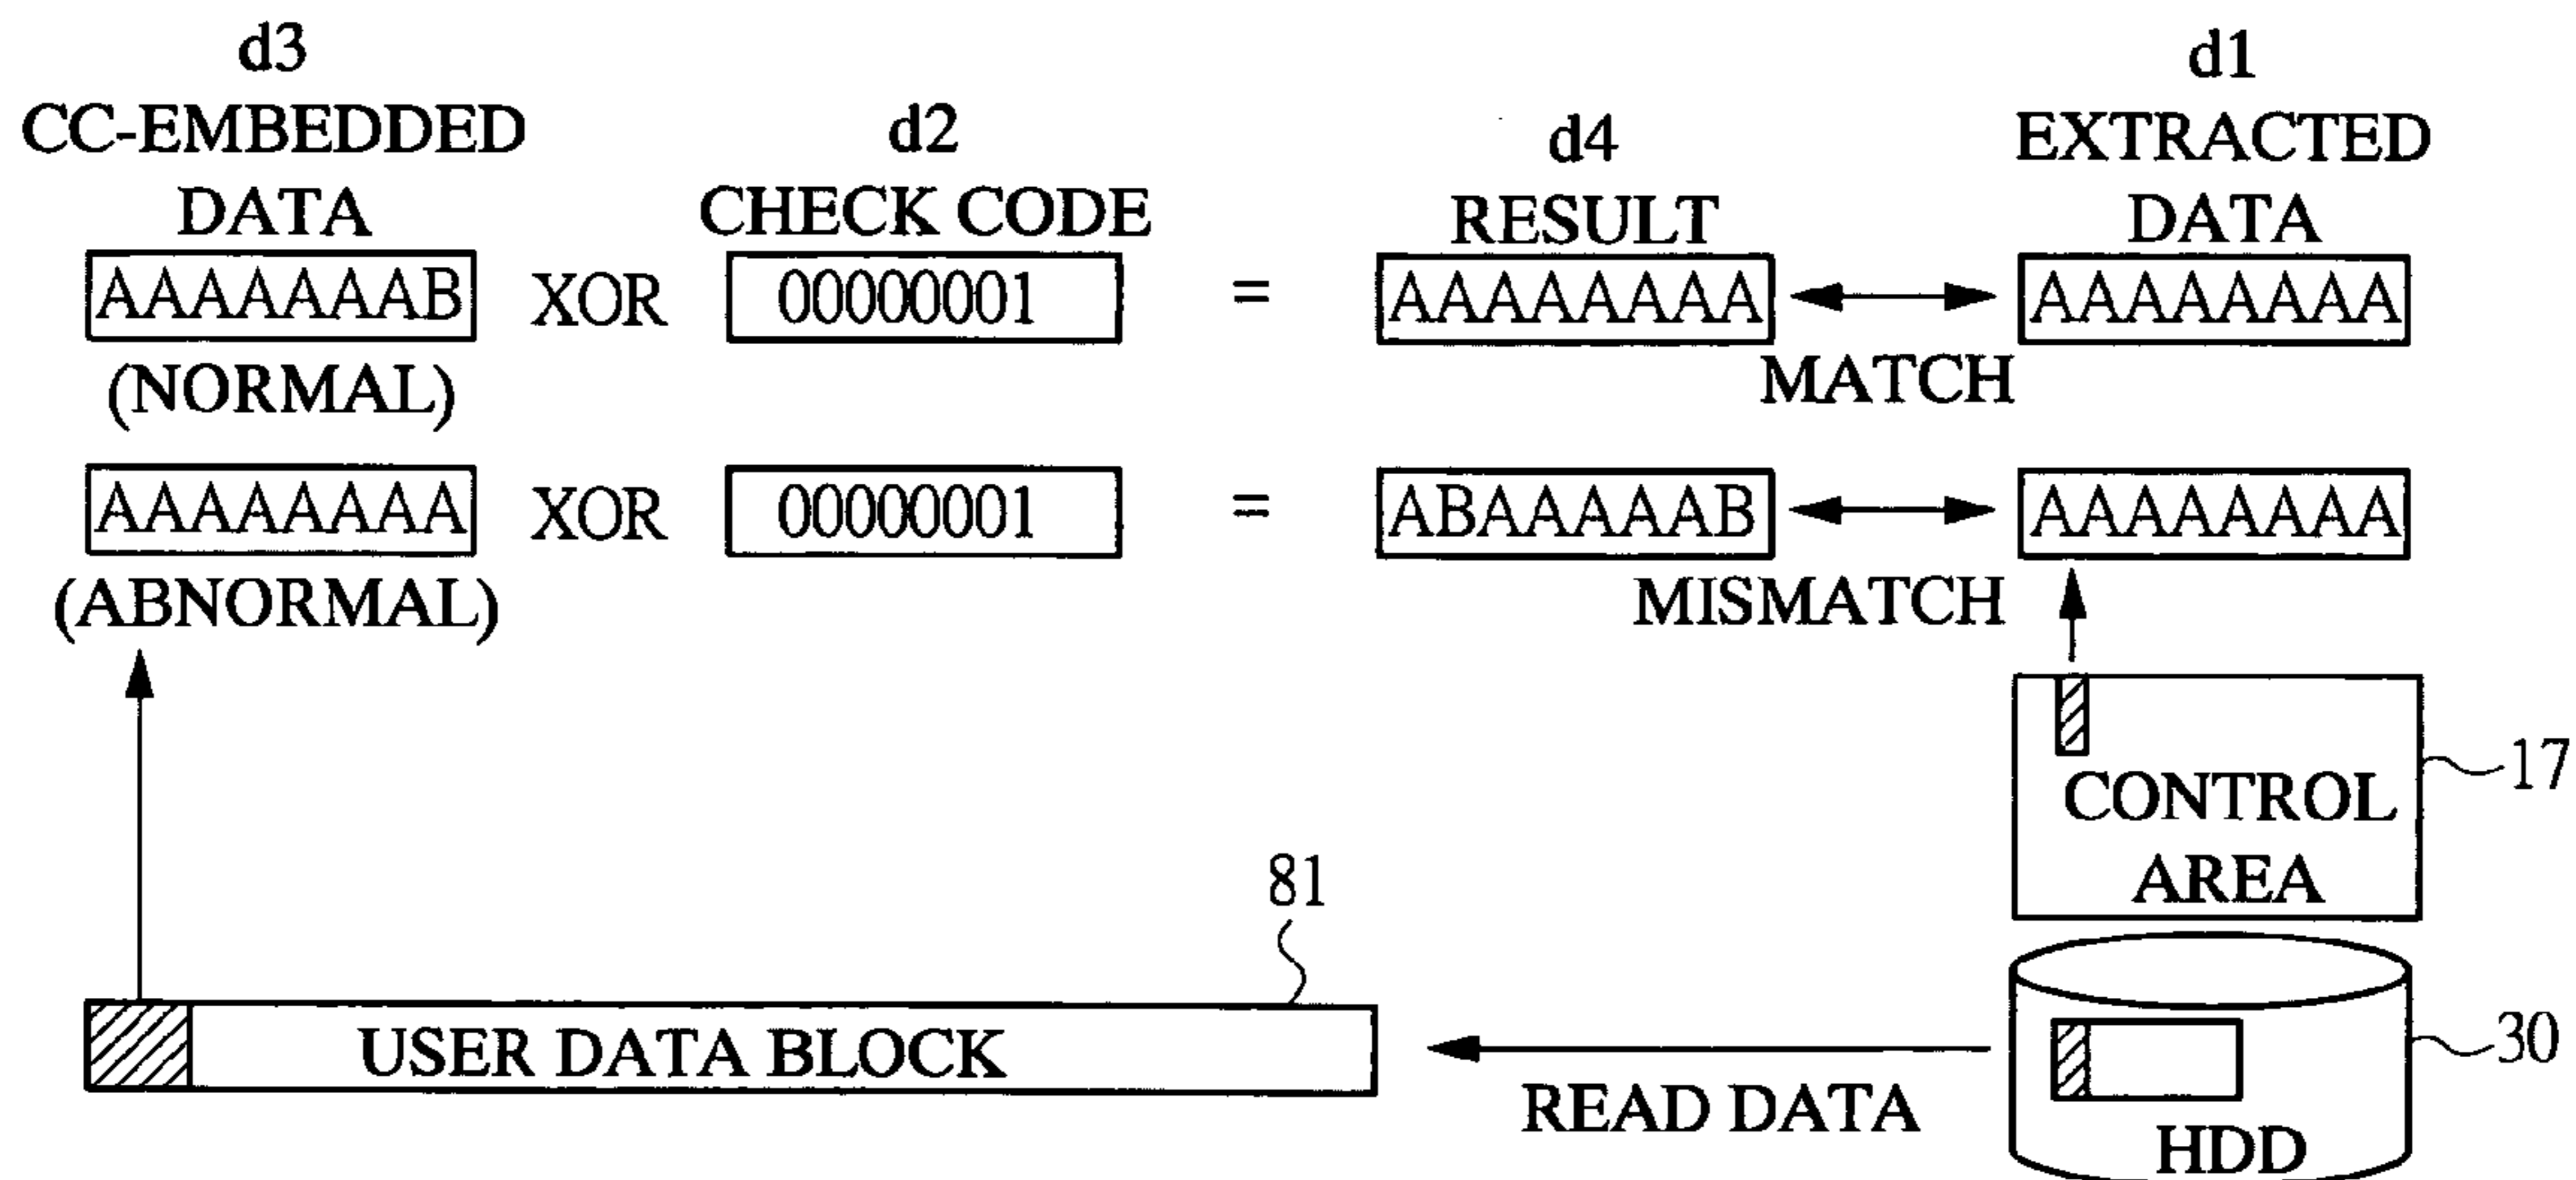 d3
CC-EMBEDDED
DATA
d2
CHECK CODE
d4
RESULT
d1
EXTRACTED
DATA
AAAAAAAB XOR 00000001 = AAAAAAAA AAAAAAAA
(NORMAL)
MATCH
AAAAAAAA XOR 00000001 = ABAAAAAB AAAAAAAA
(ABNORMAL)
MISMATCH
CONTROL
AREA
17
81
USER DATA BLOCK
READ DATA
30
HDD